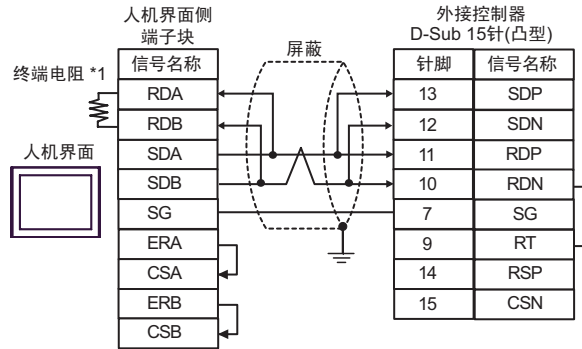 人机界面侧
端子块
外接控制器
D-Sub 15针(凸型)
屏蔽
终端电阻 *1
人机界面
信号名称
RDA
RDB
SDA
SDB
SG
ERA
CSA
ERB
CSB
针脚 信号名称
13 SDP
12 SDN
11 RDP
10 RDN
7 SG
9 RT
14 RSP
15 CSN